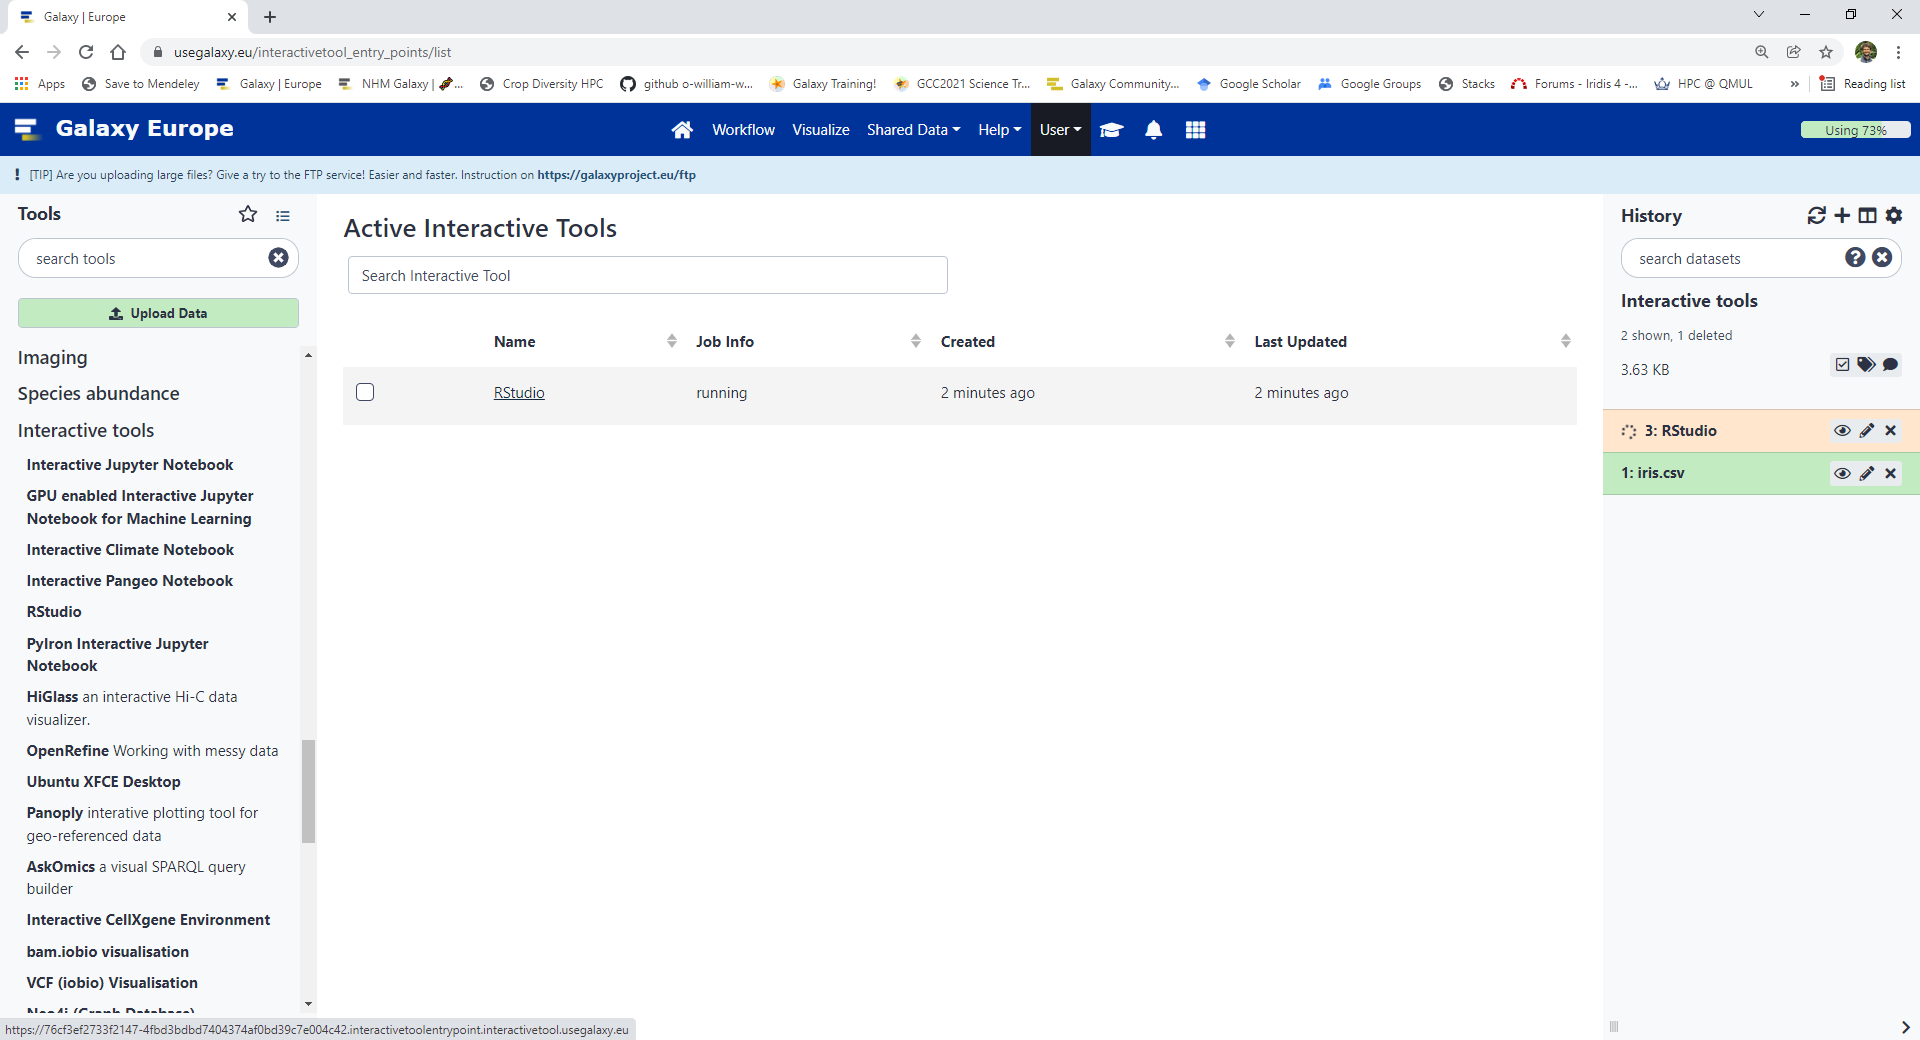 Galaxy | Europe
usegalaxy.eu/interactivetool_entry_points/list
Apps Save to Mendeley Galaxy | Europe NHM Galaxy | ... Crop Diversity HPC github o-william-w... Galaxy Training! GCC2021 Science Tr... Galaxy Community... Google Scholar Google Groups Stacks Forums - Iridis 4 -... HPC @ QMUL » Reading list
Galaxy Europe Workflow Visualize Shared Data Help User Using 73%
[TIP] Are you uploading large files? Give a try to the FTP service! Easier and faster. Instruction on https://galaxyproject.eu/ftp
Tools
search tools
Upload Data
Imaging
Species abundance
Interactive tools
Interactive Jupyter Notebook
GPU enabled Interactive Jupyter
Notebook for Machine Learning
Interactive Climate Notebook
Interactive Pangeo Notebook
RStudio
PyIron Interactive Jupyter
Notebook
HiGlass an interactive Hi-C data
visualizer.
OpenRefine Working with messy data
Ubuntu XFCE Desktop
Panoply interative plotting tool for
geo-referenced data
AskOmics a visual SPARQL query
builder
Interactive CellXgene Environment
bam.iobio visualisation
VCF (iobio) Visualisation
Neo4j (Graph Database)
https://76cf3ef2733f2147-4fbd3bdbd7404374af0bd39c7e004c42.interactivetoolentrypoint.interactivetool.usegalaxy.eu
Active Interactive Tools
Search Interactive Tool
Name Job Info Created Last Updated
RStudio running 2 minutes ago 2 minutes ago
History
search datasets
Interactive tools
2 shown, 1 deleted
3.63 KB
3: RStudio
1: iris.csv